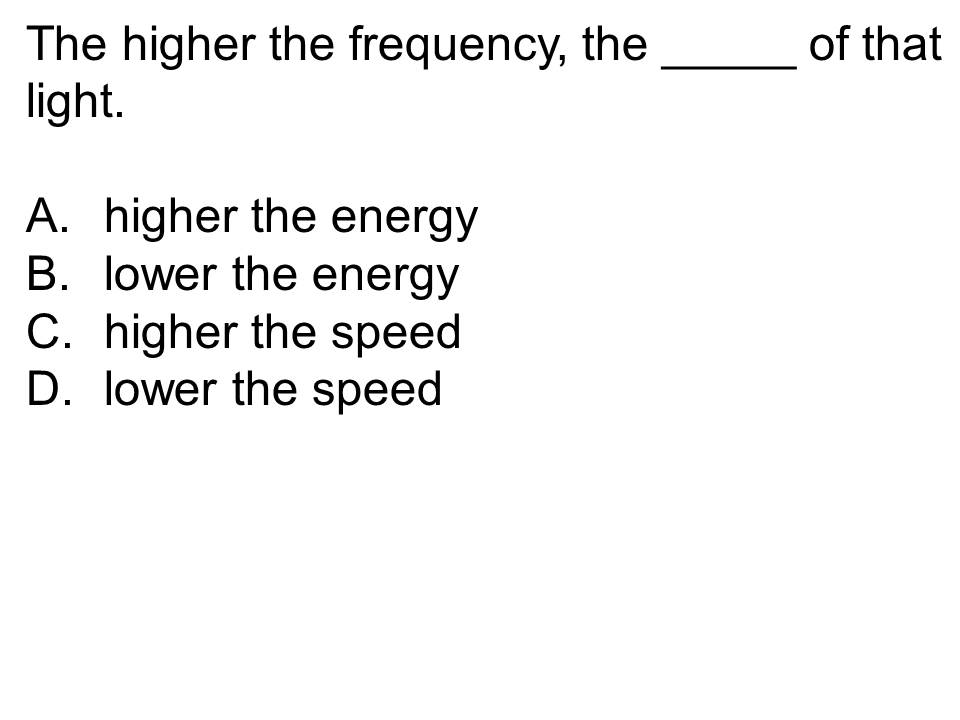 The higher the frequency, the _____ of that
light.
A. higher the energy
B. lower the energy
C. higher the speed
D. lower the speed